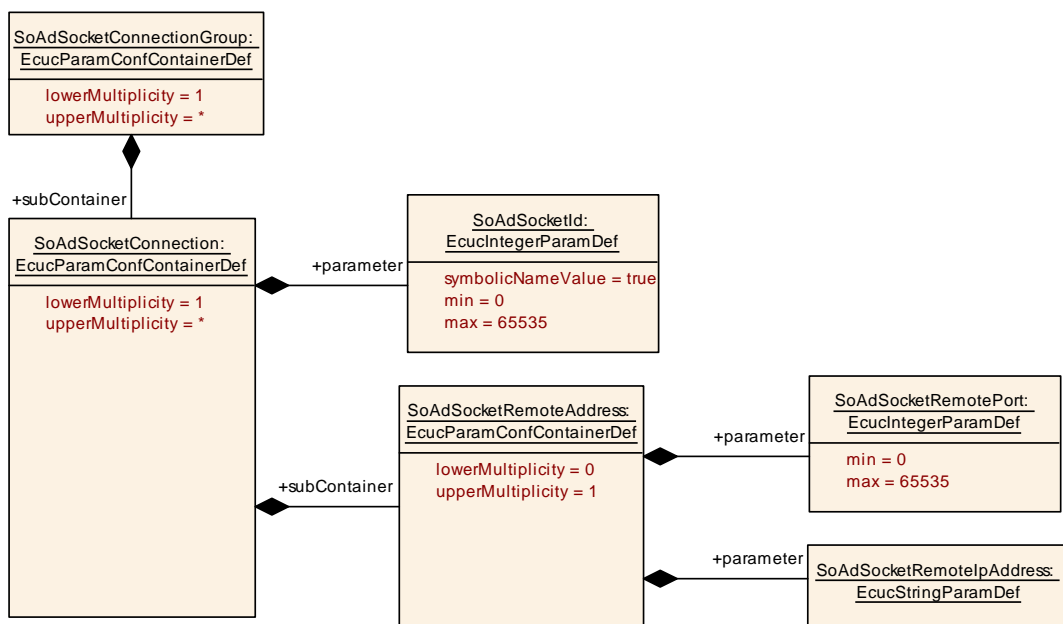 SoAdSocketConnectionGroup:
EcucParamConfContainerDef
lowerMultiplicity = 1
upperMultiplicity = *
+subContainer
SoAdSocketConnection:
EcucParamConfContainerDef
lowerMultiplicity = 1
upperMultiplicity = *
+parameter
SoAdSocketId:
EcucIntegerParamDef
symbolicNameValue = true
min = 0
max = 65535
+subContainer
SoAdSocketRemoteAddress:
EcucParamConfContainerDef
lowerMultiplicity = 0
upperMultiplicity = 1
+parameter
SoAdSocketRemotePort:
EcucIntegerParamDef
min = 0
max = 65535
+parameter
SoAdSocketRemoteIpAddress:
EcucStringParamDef